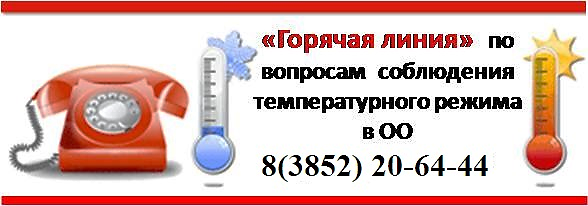 «Горячая линия» по
вопросам соблюдения
температурного режима
в ОО
8(3852) 20-64-44